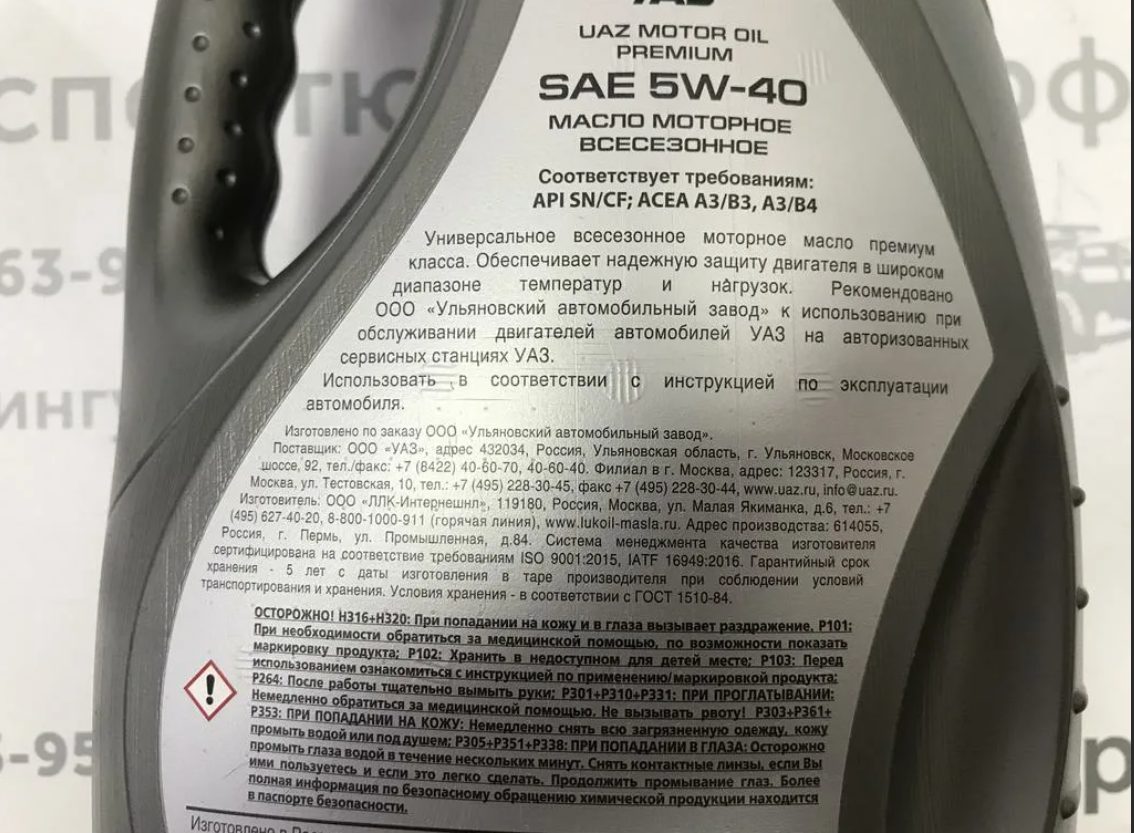 UAZ MOTOR OIL
PREMIUM
SAE 5W-40
МАСЛО МОТОРНОЕ
ВСЕСЕЗОННОЕ
Соответствует требованиям:
API SN/CF; ACEA A3/B3, A3/B4
Универсальное всесезонное моторное масло премиум
класса. Обеспечивает надежную защиту двигателя в широком
диапазоне температур и нагрузок. Рекомендовано
ООО «Ульяновский автомобильный завод» к использованию при
обслуживании двигателей автомобилей УАЗ на авторизованных
сервисных станциях УАЗ.
Использовать в соответствии с инструкцией по эксплуатации
автомобиля.
Изготовлено по заказу ООО «Ульяновский автомобильный завод».
Поставщик: ООО «УАЗ», адрес 432034, Россия, Ульяновская область, г. Ульяновск, Московское
шоссе, 92, тел./факс: +7 (8422) 40-60-70, 40-60-40. Филиал в г. Москва, адрес: 123317, Россия, г.
Москва, ул. Тестовская, 10, тел.: +7 (495) 228-30-45, факс +7 (495) 228-30-44, www.uaz.ru, info@uaz.ru.
Изготовитель: ООО «ЛЛК-Интернешнл», 119180, Россия, Москва, ул. Малая Якиманка, д.6, тел.: +7
(495) 627-40-20, 8-800-1000-911 (горячая линия), www.lukoil-masla.ru. Адрес производства: 614055,
Россия, г. Пермь, ул. Промышленная, д.84. Система менеджмента качества изготовителя
сертифицирована на соответствие требованиям ISO 9001:2015, IATF 16949:2016. Гарантийный срок
хранения - 5 лет с даты изготовления в таре производителя при соблюдении условий
транспортирования и хранения. Условия хранения - в соответствии с ГОСТ 1510-84.
ОСТОРОЖНО! H316+H320: При попадании на кожу и в глаза вызывает раздражение. P101:
При необходимости обратиться за медицинской помощью, по возможности показать
маркировку продукта; P102: Хранить в недоступном для детей месте; P103: Перед
использованием ознакомиться с инструкцией по применению/маркировкой продукта;
P264: После работы тщательно вымыть руки; P301+P310+P331: ПРИ ПРОГЛАТЫВАНИИ:
Немедленно обратиться за медицинской помощью. Не вызывать рвоту! P303+P361+
P353: ПРИ ПОПАДАНИИ НА КОЖУ: Немедленно снять всю загрязненную одежду, кожу
промыть водой или под душем; P305+P351+P338: ПРИ ПОПАДАНИИ В ГЛАЗА: Осторожно
промыть глаза водой в течение нескольких минут. Снять контактные линзы, если Вы
ими пользуетесь и если это легко сделать. Продолжить промывание глаз. Более
полная информация по безопасному обращению химической продукции находится
в паспорте безопасности.
Изготовлено в